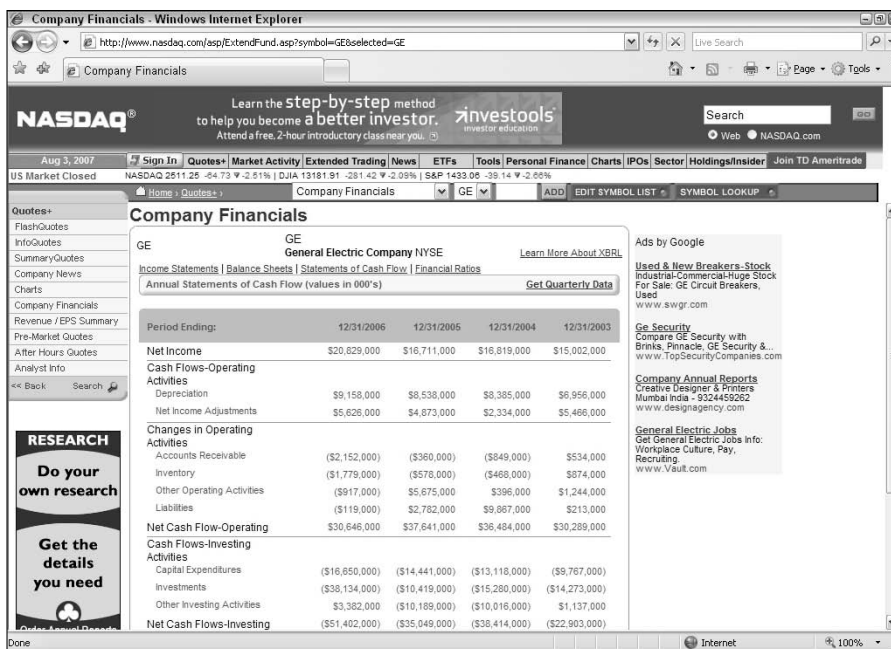 Company Financials - Windows Internet Explorer
http://www.nasdaq.com/asp/ExtendFund.asp?symbol=GE&selected=GE
Live Search
Company Financials
Page
Tools
NASDAQ®
Learn the step-by-step method
to help you become a better investor.
Attend a free, 2-hour introductory class near you.
investools
investor education
Search
GO
Web NASDAQ.com
Aug 3, 2007 Sign In Quotes+ Market Activity Extended Trading News ETFs Tools Personal Finance Charts IPOs Sector Holdings/Insider Join TD Ameritrade
US Market Closed NASDAQ 2511.25 -64.73 -2.51% | DJIA 13181.91 -281.42 -2.09% | S&P 1433.06 -39.14 -2.66%
Home > Quotes+ > Company Financials GE ADD EDIT SYMBOL LIST SYMBOL LOOKUP
Quotes+
FlashQuotes
InfoQuotes
SummaryQuotes
Company News
Charts
Company Financials
Revenue / EPS Summary
Pre-Market Quotes
After Hours Quotes
Analyst Info
<< Back Search
RESEARCH
Do your
own research
Get the
details
you need
Order Annual Reports
Company Financials
GE
GE
General Electric Company NYSE
Learn More About XBRL
Income Statements | Balance Sheets | Statements of Cash Flow | Financial Ratios
Annual Statements of Cash Flow (values in 000's) Get Quarterly Data
Period Ending: 12/31/2006 12/31/2005 12/31/2004 12/31/2003
Net Income $20,829,000 $16,711,000 $16,819,000 $15,002,000
Cash Flows-Operating
Activities
Depreciation $9,158,000 $8,538,000 $8,385,000 $6,956,000
Net Income Adjustments $5,626,000 $4,873,000 $2,334,000 $5,466,000
Changes in Operating
Activities
Accounts Receivable ($2,152,000) ($360,000) ($849,000) $534,000
Inventory ($1,779,000) ($578,000) ($468,000) $874,000
Other Operating Activities ($917,000) $5,675,000 $396,000 $1,244,000
Liabilities ($119,000) $2,782,000 $9,867,000 $213,000
Net Cash Flow-Operating $30,646,000 $37,641,000 $36,484,000 $30,289,000
Cash Flows-Investing
Activities
Capital Expenditures ($16,650,000) ($14,441,000) ($13,118,000) ($9,767,000)
Investments ($38,134,000) ($10,419,000) ($15,280,000) ($14,273,000)
Other Investing Activities $3,382,000 ($10,189,000) ($10,016,000) $1,137,000
Net Cash Flows-Investing ($51,402,000) ($35,049,000) ($38,414,000) ($22,903,000)
Ads by Google
Used & New Breakers-Stock
Industrial-Commercial-Huge Stock
For Sale: GE Circuit Breakers,
Used
www.swgr.com
Ge Security
Compare GE Security with
Brinks, Pinnacle, GE Security &...
www.TopSecurityCompanies.com
Company Annual Reports
Creative Designer & Printers
Mumbai India - 9324459262
www.designagency.com
General Electric Jobs
Get General Electric Jobs Info:
Workplace Culture, Pay,
Recruiting.
www.Vault.com
Done Internet 100%